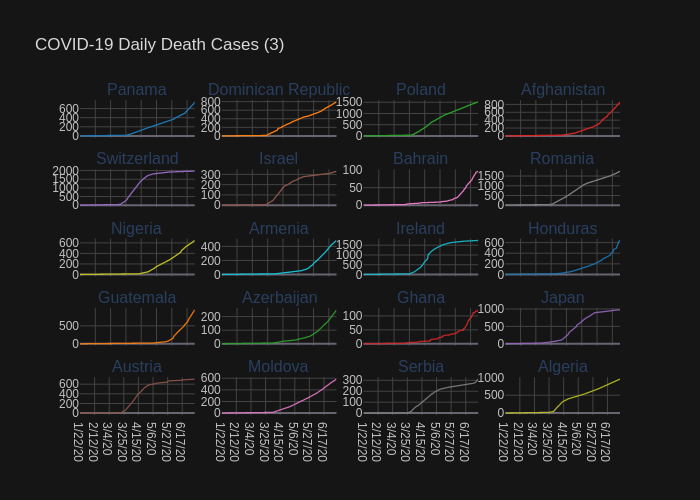 COVID-19 Daily Death Cases (3)
Panama Dominican Republic Poland Afghanistan
600 400 200 0
800 600 400 200 0
1500 1000 500 0
800 600 400 200 0
Switzerland Israel Bahrain Romania
2000 1500 1000 500 0
300 200 100 0
100 50 0
1500 1000 500 0
Nigeria Armenia Ireland Honduras
600 400 200 0
400 200 0
1500 1000 500 0
600 400 200 0
Guatemala Azerbaijan Ghana Japan
500 0
200 100 0
100 50 0
1000 500 0
Austria Moldova Serbia Algeria
600 400 200 0
600 400 200 0
300 200 100 0
1000 500 0
1/22/20 2/12/20 3/4/20 3/25/20 4/15/20 5/6/20 5/27/20 6/17/20
1/22/20 2/12/20 3/4/20 3/25/20 4/15/20 5/6/20 5/27/20 6/17/20
1/22/20 2/12/20 3/4/20 3/25/20 4/15/20 5/6/20 5/27/20 6/17/20
1/22/20 2/12/20 3/4/20 3/25/20 4/15/20 5/6/20 5/27/20 6/17/20